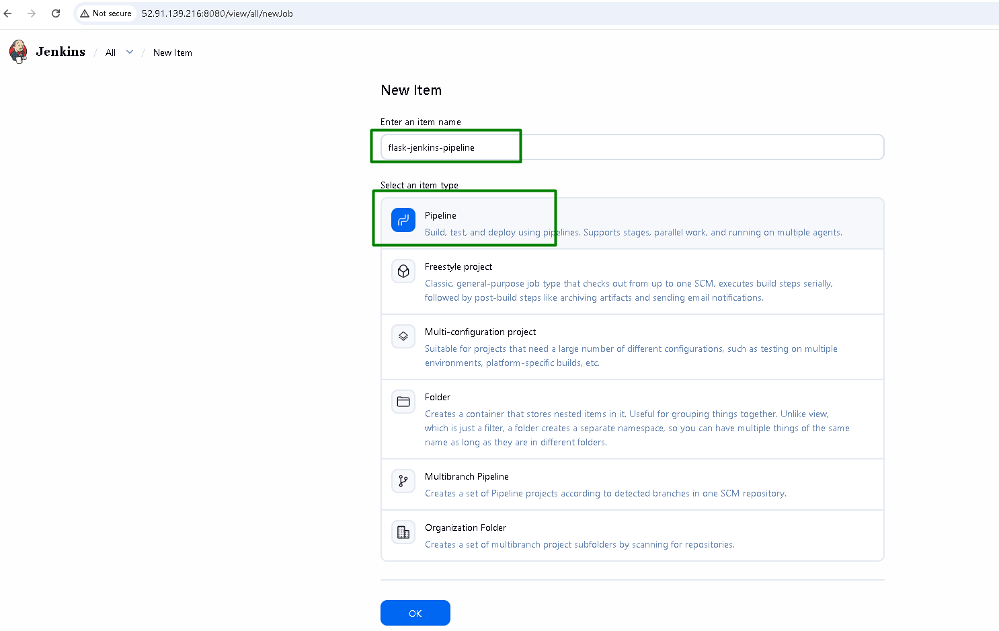 Not secure 52.91.139.216:8080/view/all/newJob
Jenkins / All / New Item
New Item
Enter an item name
flask-jenkins-pipeline
Select an item type
Pipeline
Build, test, and deploy using pipelines. Supports stages, parallel work, and running on multiple agents.
Freestyle project
Classic, general-purpose job type that checks out from up to one SCM, executes build steps serially,
followed by post-build steps like archiving artifacts and sending email notifications.
Multi-configuration project
Suitable for projects that need a large number of different configurations, such as testing on multiple
environments, platform-specific builds, etc.
Folder
Creates a container that stores nested items in it. Useful for grouping things together. Unlike view,
which is just a filter, a folder creates a separate namespace, so you can have multiple things of the same
name as long as they are in different folders.
Multibranch Pipeline
Creates a set of Pipeline projects according to detected branches in one SCM repository.
Organization Folder
Creates a set of multibranch project subfolders by scanning for repositories.
OK